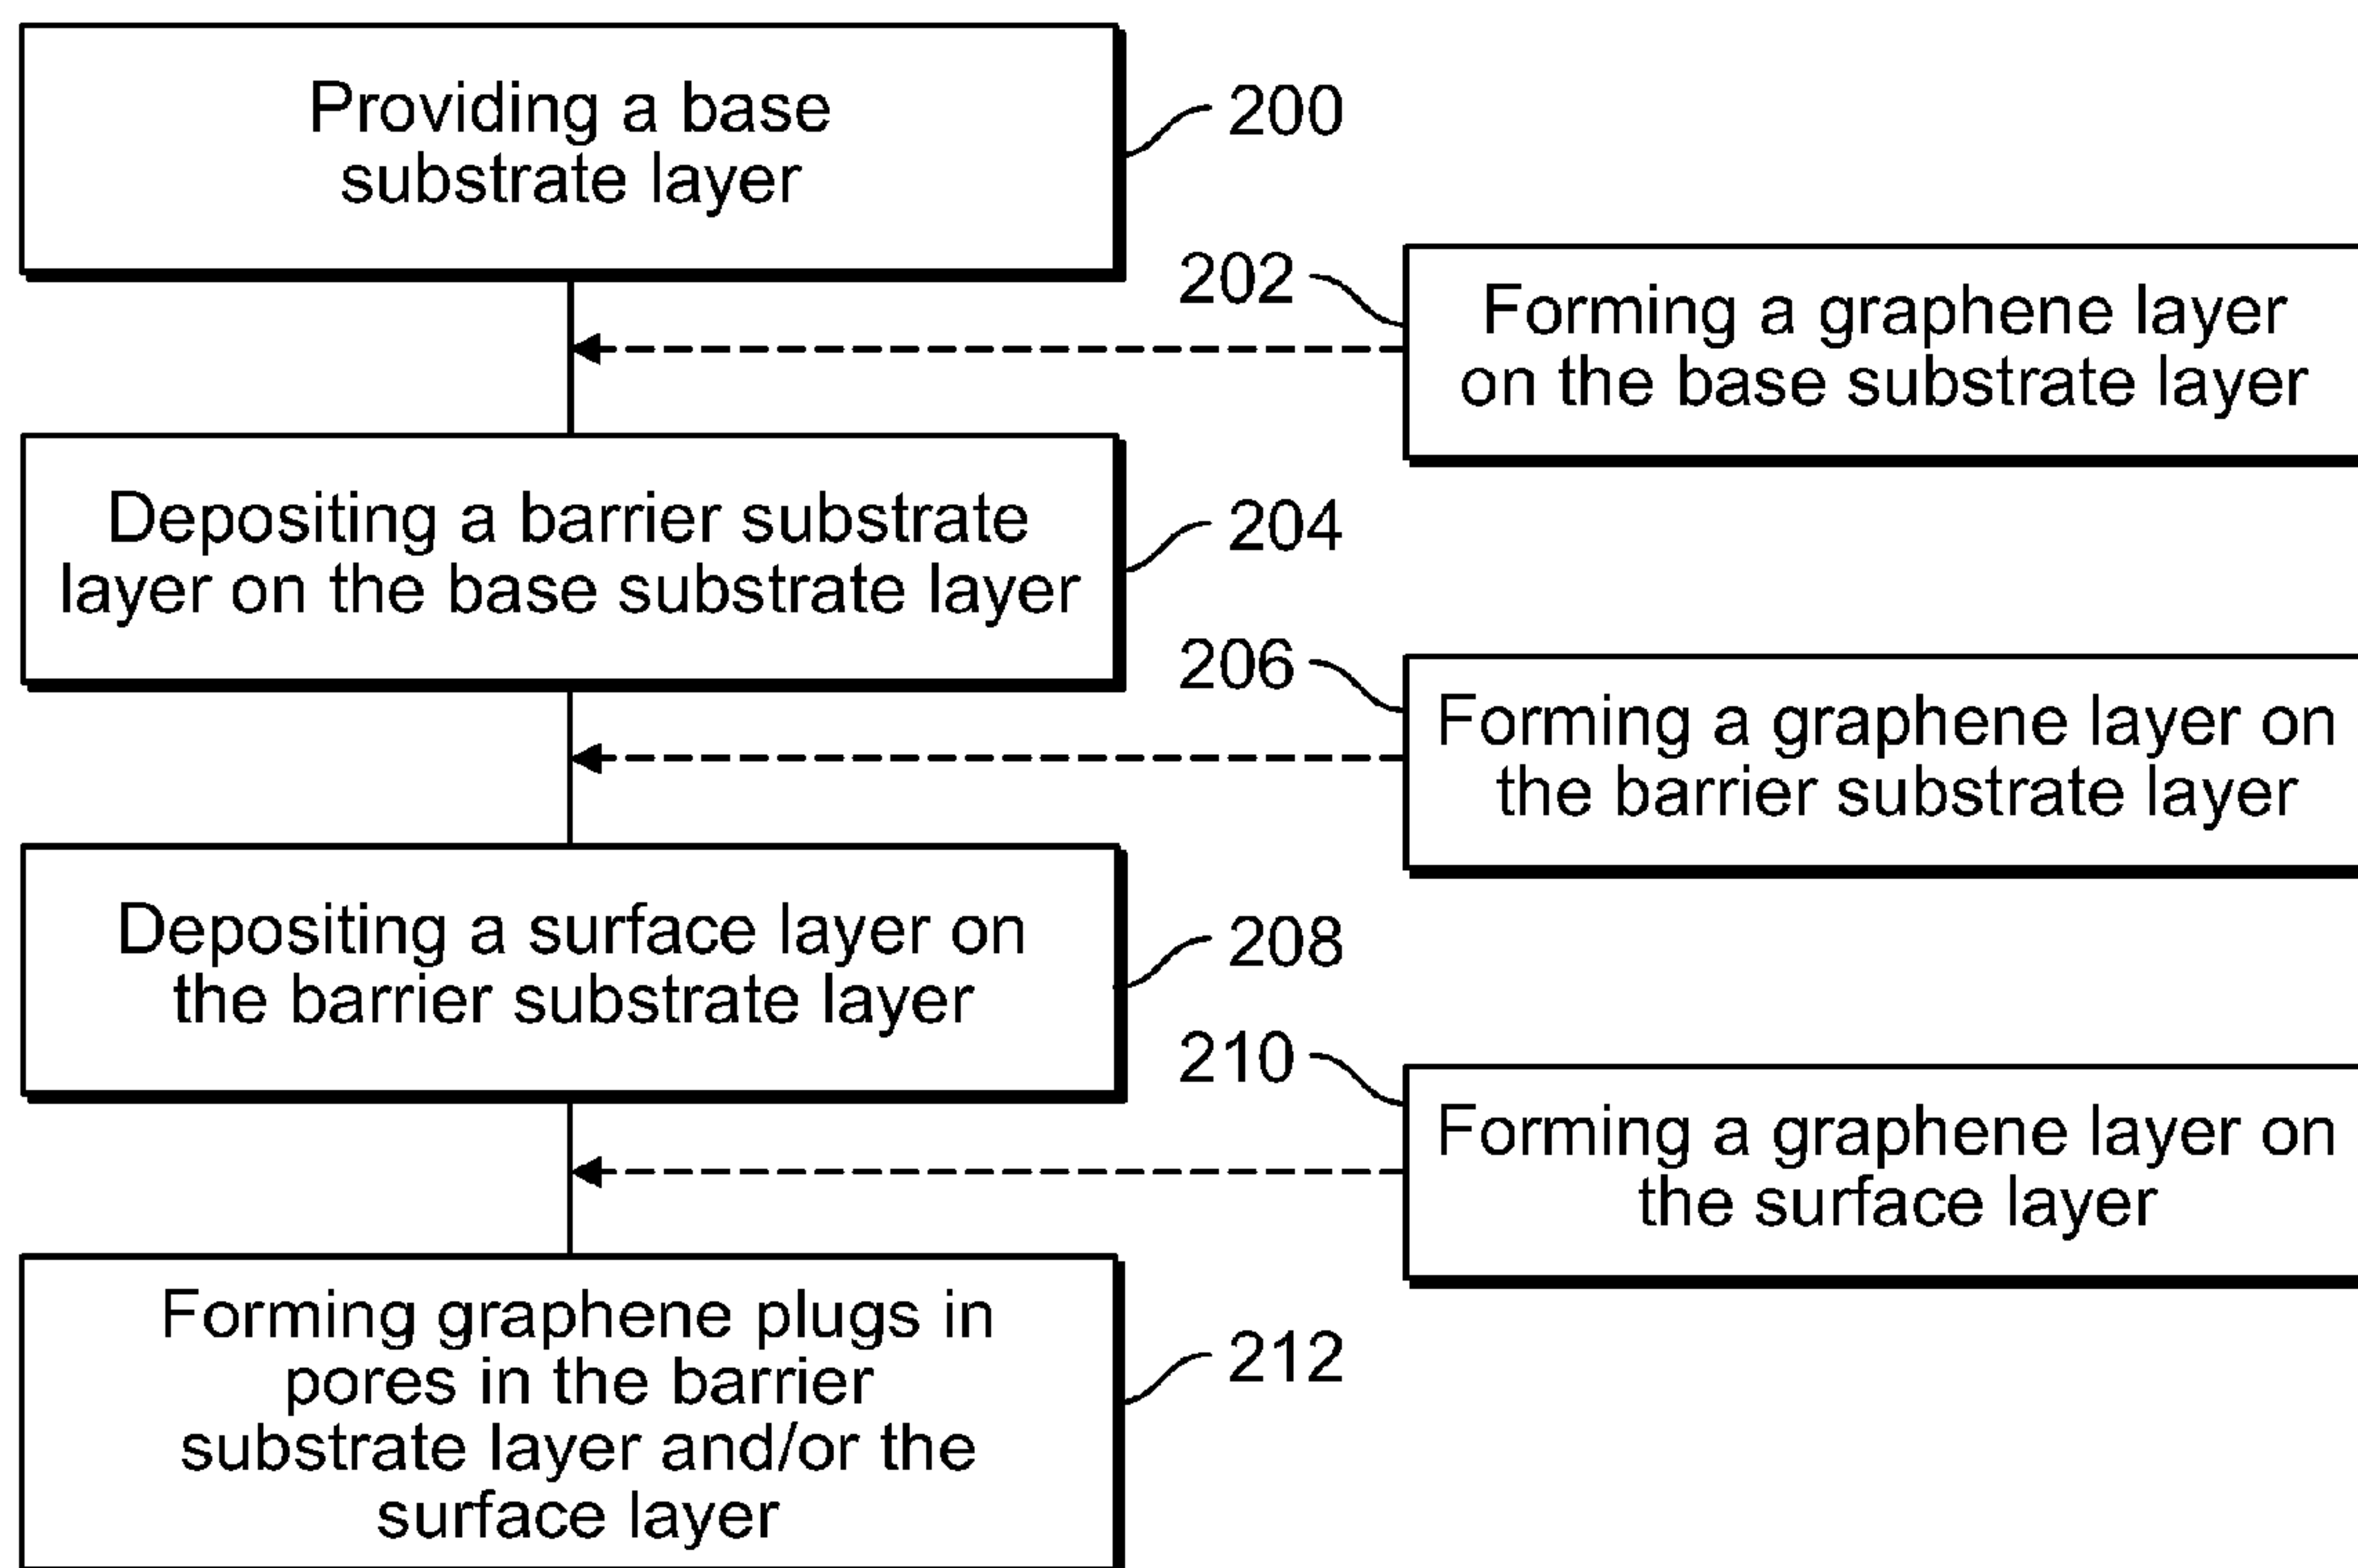 Providing a base
substrate layer
200
202
Forming a graphene layer
on the base substrate layer
Depositing a barrier substrate
layer on the base substrate layer
204
206
Forming a graphene layer on
the barrier substrate layer
Depositing a surface layer on
the barrier substrate layer
208
210
Forming a graphene layer on
the surface layer
Forming graphene plugs in
pores in the barrier
substrate layer and/or the
surface layer
212